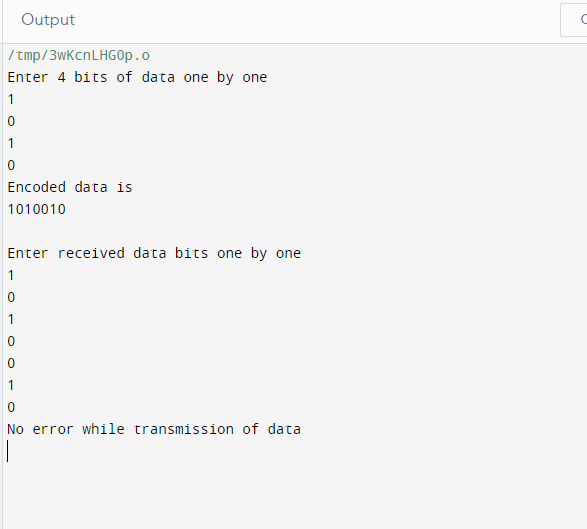 Output
/tmp/3wKcnLHGOp.o
Enter 4 bits of data one by one
1
0
1
0
Encoded data is
1010010
Enter received data bits one by one
1
0
1
0
0
1
0
No error while transmission of data